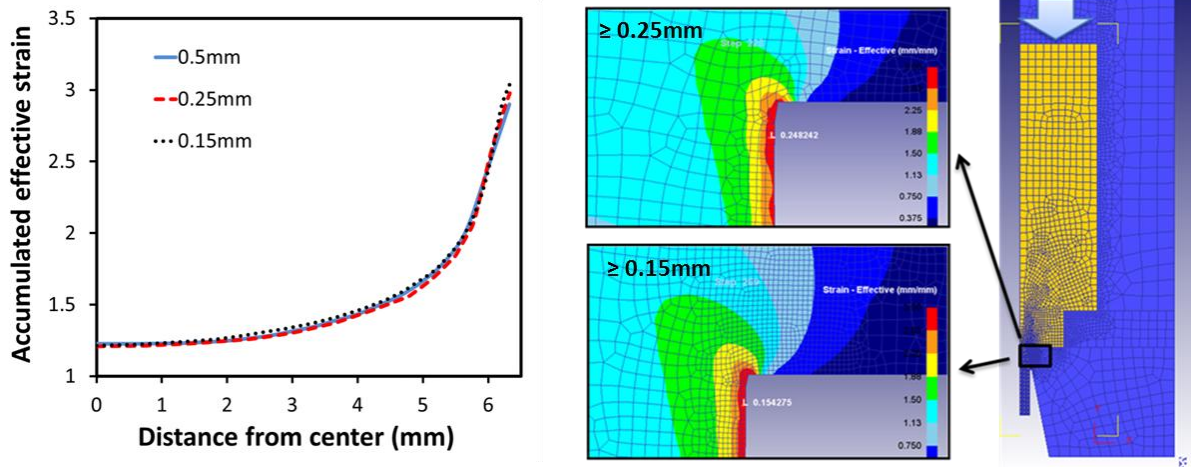 Accumulated effective strain
3.5
3
2.5
2
1.5
1
0.5mm
0.25mm
0.15mm
0
1
2
3
4
5
6
Distance from center (mm)
≥ 0.25mm
Strain - Effective (mm/mm)
2.25
1.88
1.50
1.13
0.750
0.375
L 0.248242
≥ 0.15mm
Strain - Effective (mm/mm)
1.88
1.50
1.13
0.750
L 0.154275